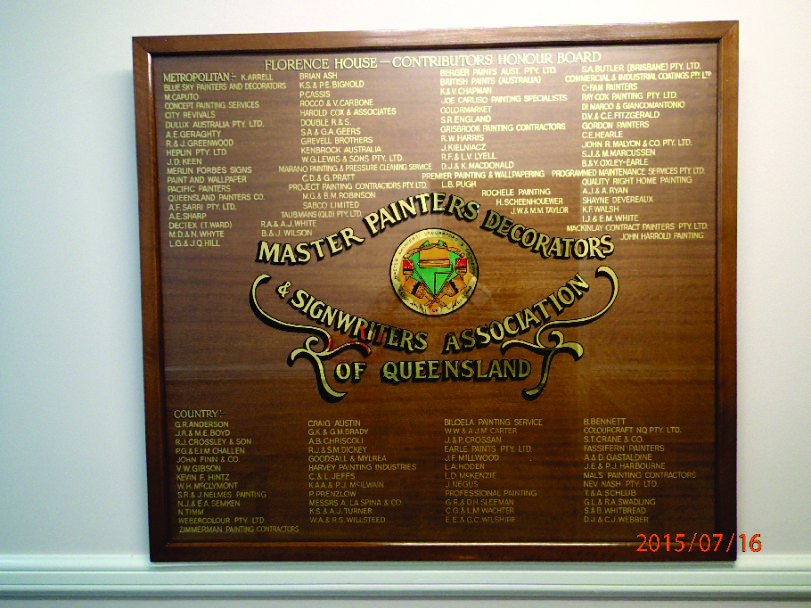 FLORENCE HOUSE — CONTRIBUTORS HONOUR BOARD
METROPOLITAN:- K. ARRELL
BLUE SKY PAINTERS AND DECORATORS
M. CAPUTO
CONCEPT PAINTING SERVICES
CITY REVIVALS
DULUX AUSTRALIA PTY. LTD.
A.E. GERAGHTY
R. & J. GREENWOOD
HEPLIN PTY. LTD.
J. D. KEEN
MERLIN FORBES SIGNS
PAINT AND WALLPAPER
PACIFIC PAINTERS
QUEENSLAND PAINTERS CO.
A.F. SARRI PTY. LTD.
A.E. SHARP
DECTEX (T. WARD)
M.D. & N. WHYTE
L.G. & J.Q. HILL
BRIAN ASH
K.S. & P.E. BIGNOLD
P. CASSIS
ROCCO & V. CARBONE
HAROLD COX & ASSOCIATES
DOUBLE R & S.
S.A & G.A. GEERS
GREVELL BROTHERS
KENBROCK AUSTRALIA
W.G. LEWIS & SONS PTY. LTD.
MARANO PAINTING & PRESSURE CLEANING SERVICE
C.D. & G. PRATT
PROJECT PAINTING CONTRACTORS PTY. LTD.
M.G. & B.M. ROBINSON
SABCO LIMITED
TAUBMANS (QLD) PTY. LTD.
R.A. & A.J. WHITE
B. & J. WILSON
BERGER PAINTS AUST. PTY. LTD.
BRITISH PAINTS (AUSTRALIA)
K. & V. CHAPMAN
JOE CARUSO PAINTING SPECIALISTS
COLORMARKET
S.R. ENGLAND
GRISBROOK PAINTING CONTRACTORS
R.W. HARRIS
J. KIELNIACZ
R.F. & L.V. LYELL
D.J. & K. MACDONALD
PREMIER PAINTING & WALLPAPERING
L.B. PUGH
ROCHELE PAINTING
H. SCHEENHOUWER
J.W & M.M. TAYLOR
S.A. BUTLER (BRISBANE) PTY. LTD.
COMMERCIAL & INDUSTRIAL COATINGS PTY LTD
C-FAM PAINTERS
RAY COX PAINTING PTY. LTD.
DI MARCO & GIANCOMANTONIO
D.V. & C.E. FITZGERALD
GORDON PAINTERS
C.E. HEARLE
JOHN R. MALYON & CO. PTY. LTD.
S.J. & M. MARCUSSEN
B. & Y. OXLEY-EARLE
PROGRAMMED MAINTENANCE SERVICES PTY. LTD.
QUALITY RIGHT HOME PAINTING
A.J. & A. RYAN
SHAYNE DEVEREAUX
K.F. WALSH
I.J. & E.M. WHITE
MACKINLAY CONTRACT PAINTERS PTY. LTD.
JOHN HARROLD PAINTING
MASTER PAINTERS DECORATORS
& SIGNWRITERS ASSOCIATION
OF QUEENSLAND
COUNTRY:
G.R. ANDERSON
J.R. & M.E. BOYD
R.J. CROSSLEY & SON
P.G. & E.I.M. CHALLEN
JOHN FINN & CO.
V.W. GIBSON
KEVIN F. HINTZ
W.H. McCLYMONT
S.R. & J. NELMES PAINTING
N.J. & E.A. SEMKEN
N. TIMM
WEBERCOLOUR PTY. LTD.
ZIMMERMAN PAINTING CONTRACTORS
CRAIG AUSTIN
G.K & G.M. BRADY
A.B. CHRISCOLI
R.J. & S.M. DICKEY
GOODSALL & MYLREA
HARVEY PAINTING INDUSTRIES
C. & L. JEFFS
K.A.A. & P.J. McILWAIN
P. PRENZLOW
MESSRS A. LA SPINA & CO
K.S. & A.J. TURNER
W.A. & R.S. WILLSTEED
BILOELA PAINTING SERVICE
W.W & A.J.M. CARTER
J. & P. CROSSAN
EARLE PAINTS PTY. LTD.
J.F. MILLWOOD
L.A. HODEN
L.D. McKENZIE
J. NEGUS
PROFESSIONAL PAINTING
G.R. & D.H. SLEEMAN
C.G. & L.M. WACHTER
E.E. & G.C. WILSHIRE
B. BENNETT
COLOURCRAFT NQ PTY. LTD.
S.T. CRANE & CO.
FASSIFERN PAINTERS
A. & D. GASTALDINE
J.E. & P.J. HARBOURNE
MAL'S PAINTING CONTRACTORS
NEV NASH PTY. LTD.
T. & A. SCHLUB
G.L. & R.A. SWADLING
S. & B. WHITBREAD
D.J. & C.J. WEBBER
2015/07/16